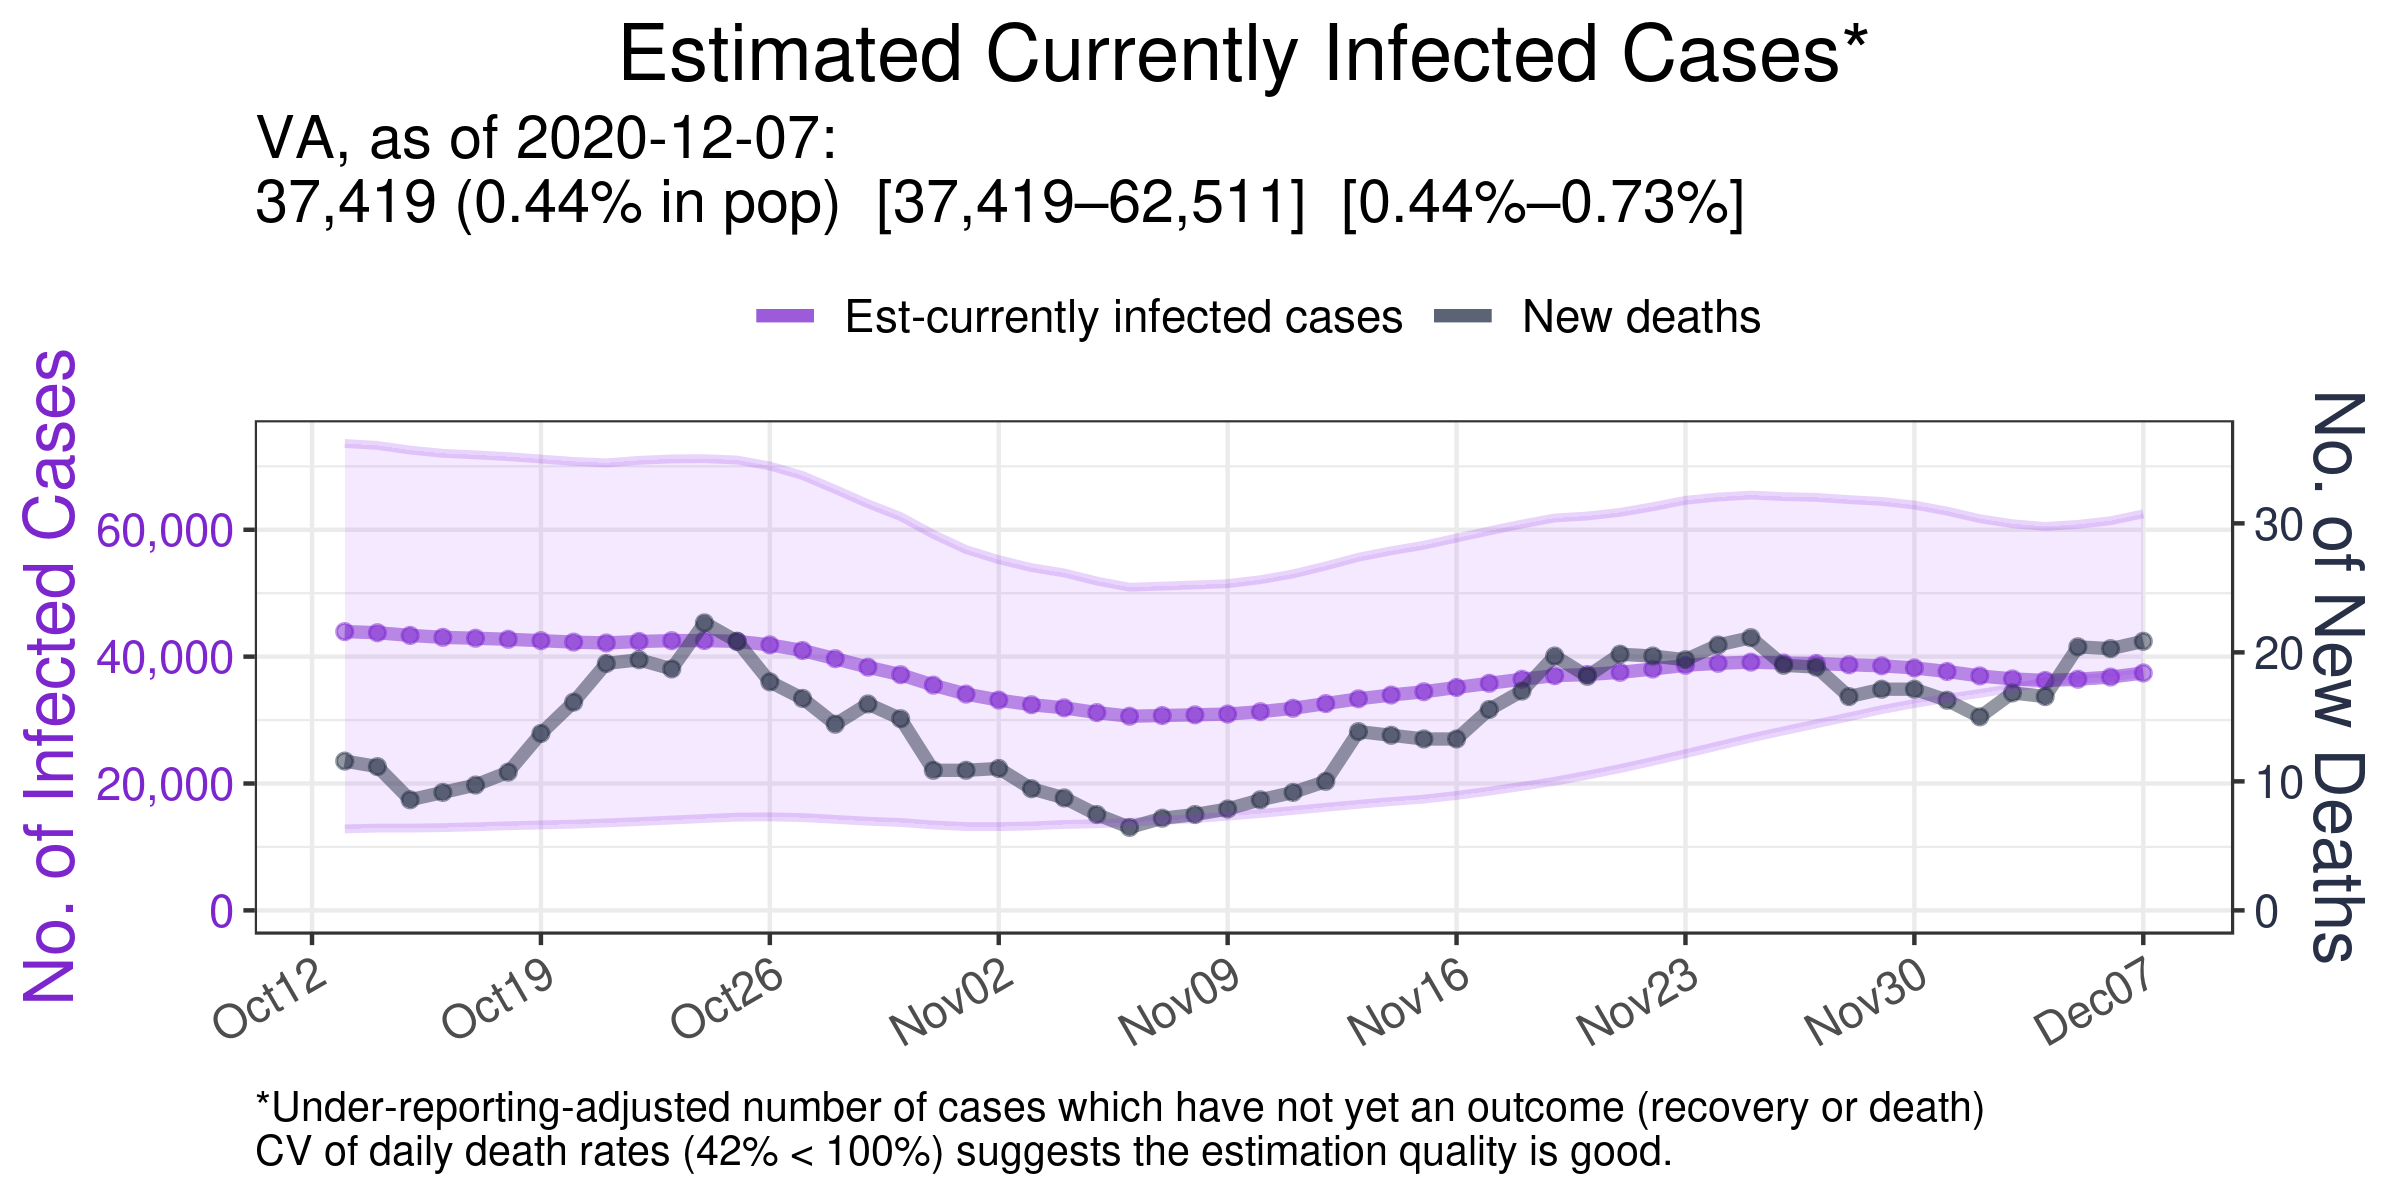 Estimated Currently Infected Cases*
VA, as of 2020-12-07:
37,419 (0.44% in pop) [37,419–62,511] [0.44%–0.73%]
Est-currently infected cases
New deaths
No. of Infected Cases
60,000
40,000
20,000
0
30
20
10
0
No. of New Deaths
Oct12
Oct19
Oct26
Nov02
Nov09
Nov16
Nov23
Nov30
Dec07
*Under-reporting-adjusted number of cases which have not yet an outcome (recovery or death)
CV of daily death rates (42% < 100%) suggests the estimation quality is good.